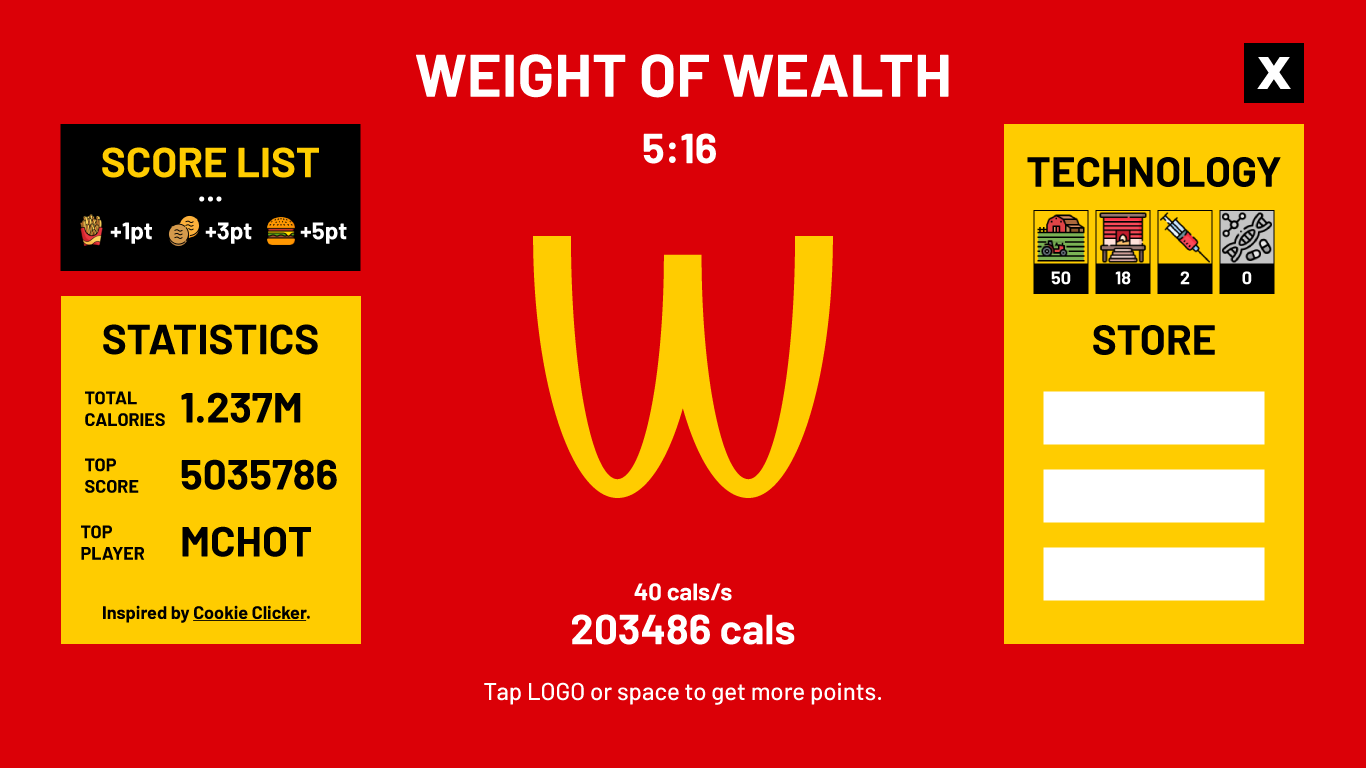 WEIGHT OF WEALTH
X
5:16
SCORE LIST
...
+1pt +3pt +5pt
STATISTICS
TOTAL
CALORIES
1.237M
TOP
SCORE
5035786
TOP
PLAYER
MCHOT
Inspired by Cookie Clicker.
40 cals/s
203486 cals
Tap LOGO or space to get more points.
TECHNOLOGY
50 18 2 0
STORE